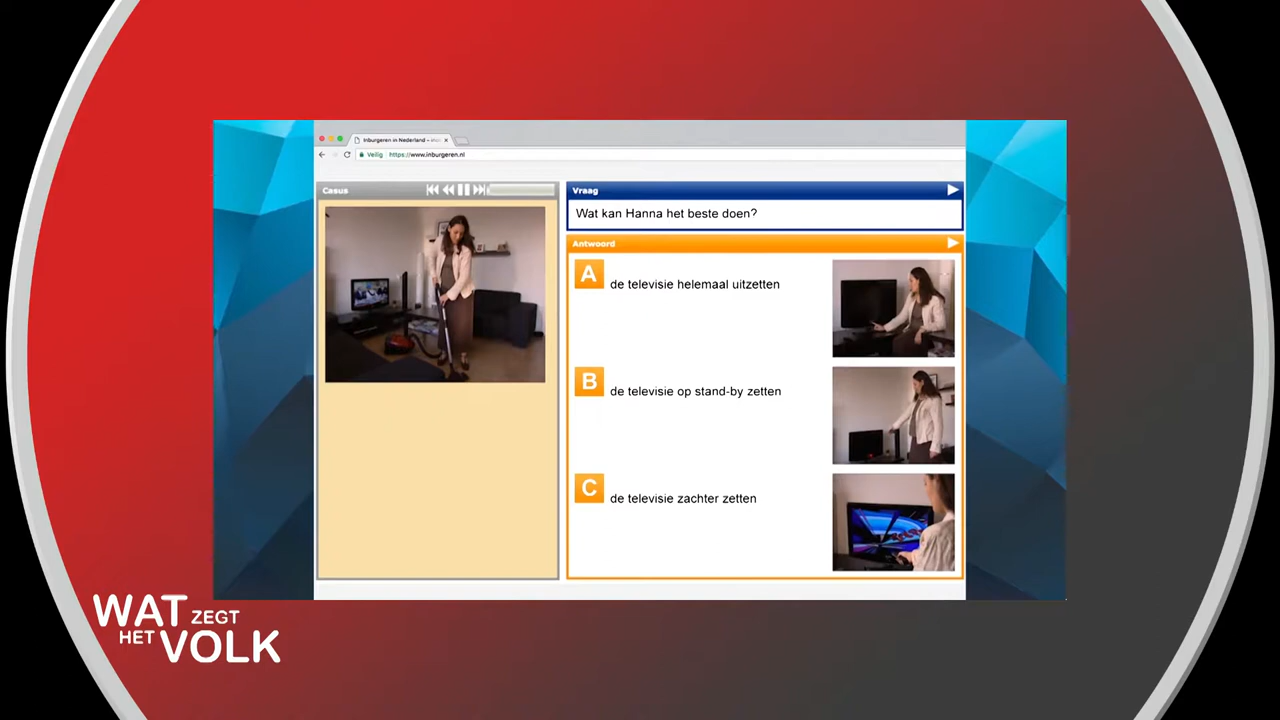 Inburgeren in Nederland –
Veilig https://www.inburgeren.nl
Casus
Vraag
Wat kan Hanna het beste doen?
Antwoord
A
de televisie helemaal uitzetten
B
de televisie op stand-by zetten
C
de televisie zachter zetten
WAT ZEGT
HET VOLK